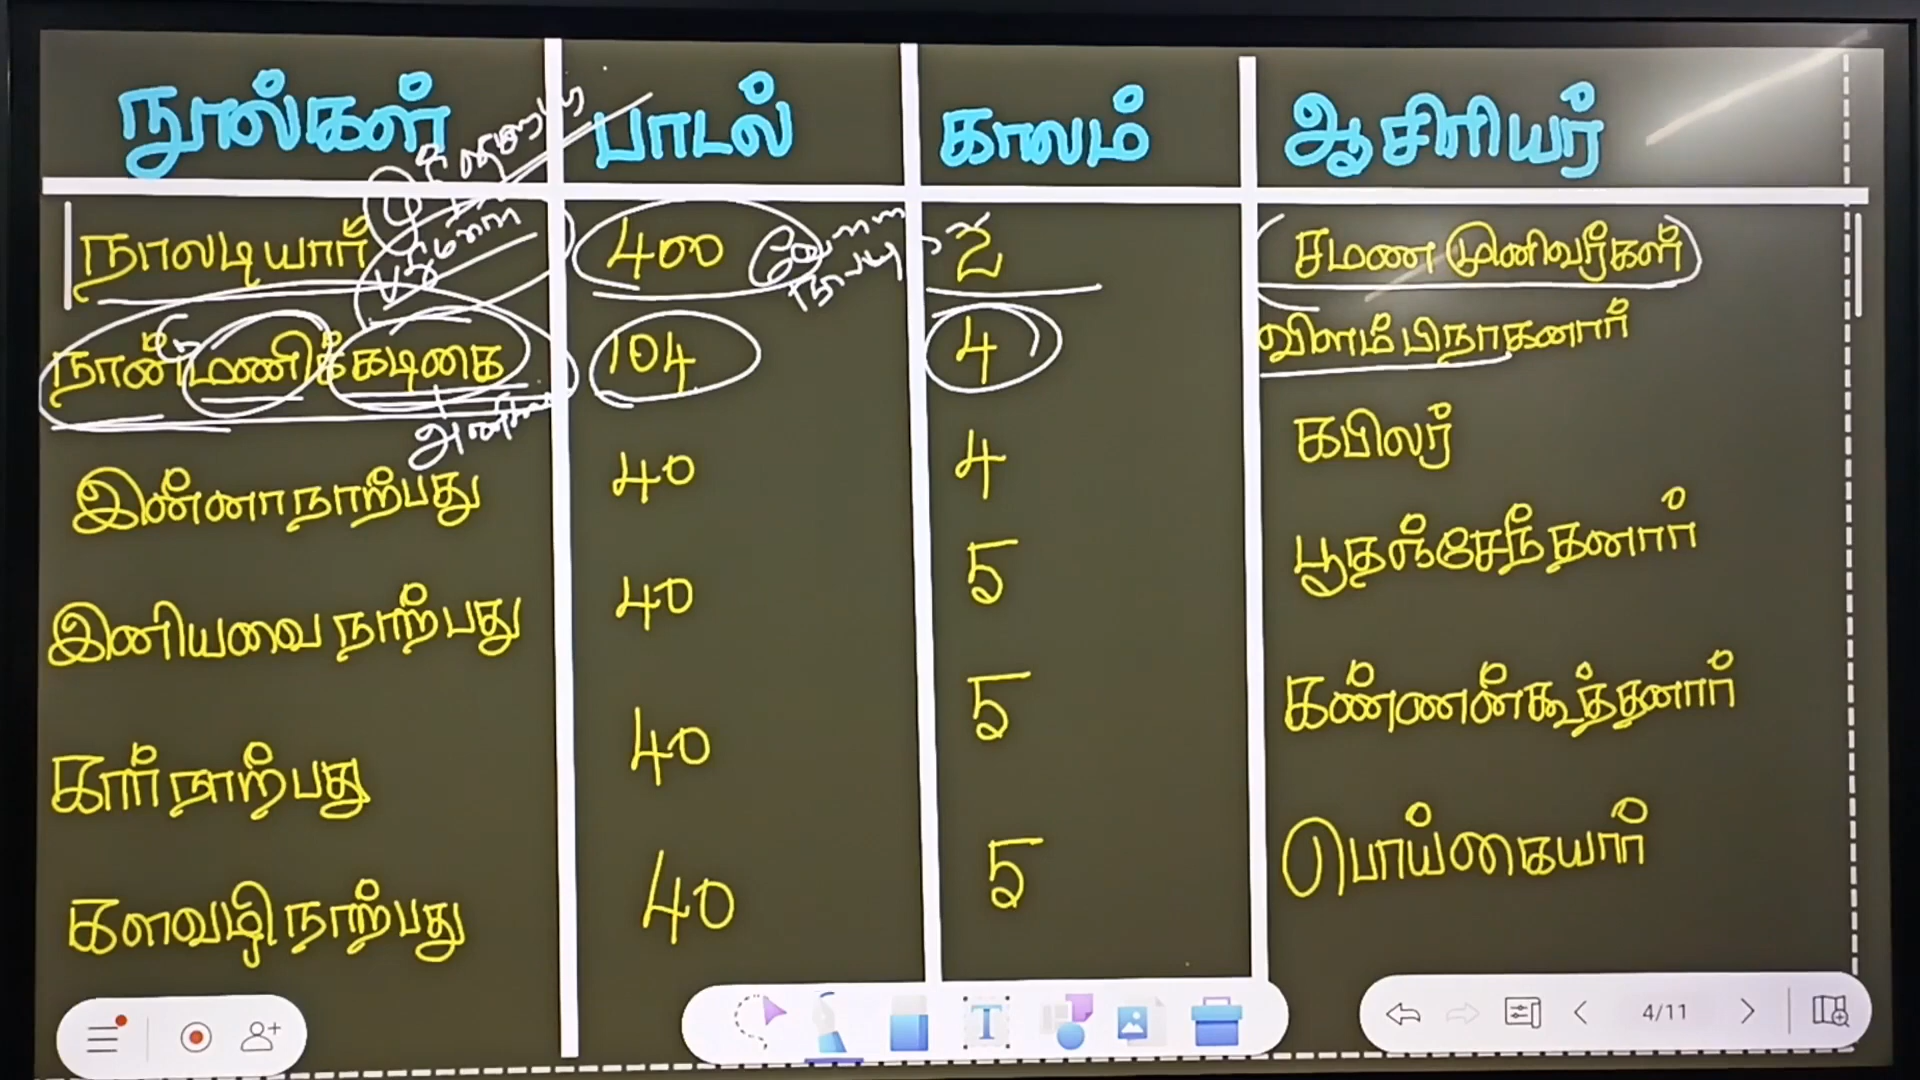 நூல்கள் பாடல் காலம் ஆசிரியர்
நாலடியார் 400 2 சமண முனிவர்கள்
நான்மணிக்கடிகை 104 4 விளம்பிநாகனார்
இன்னாநாற்பது 40 4 கபிலர்
இனியவை நாற்பது 40 5 பூதஞ்சேந்தனார்
கார்நாற்பது 40 5 கண்ணன்கூத்தனார்
களவழிநாற்பது 40 5 பொய்கையார்
T
4/11